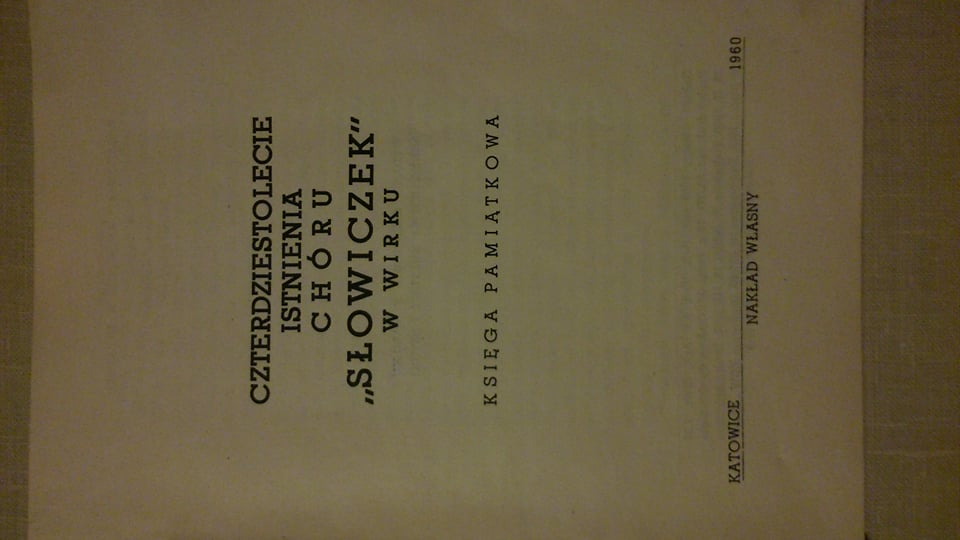 CZTERDZIESTOLECIE
ISTNIENIA
CHÓRU
„SŁOWICZEK”
W WIRKU
KSIĘGA PAMIĄTKOWA
KATOWICE 1960
NAKŁAD WŁASNY